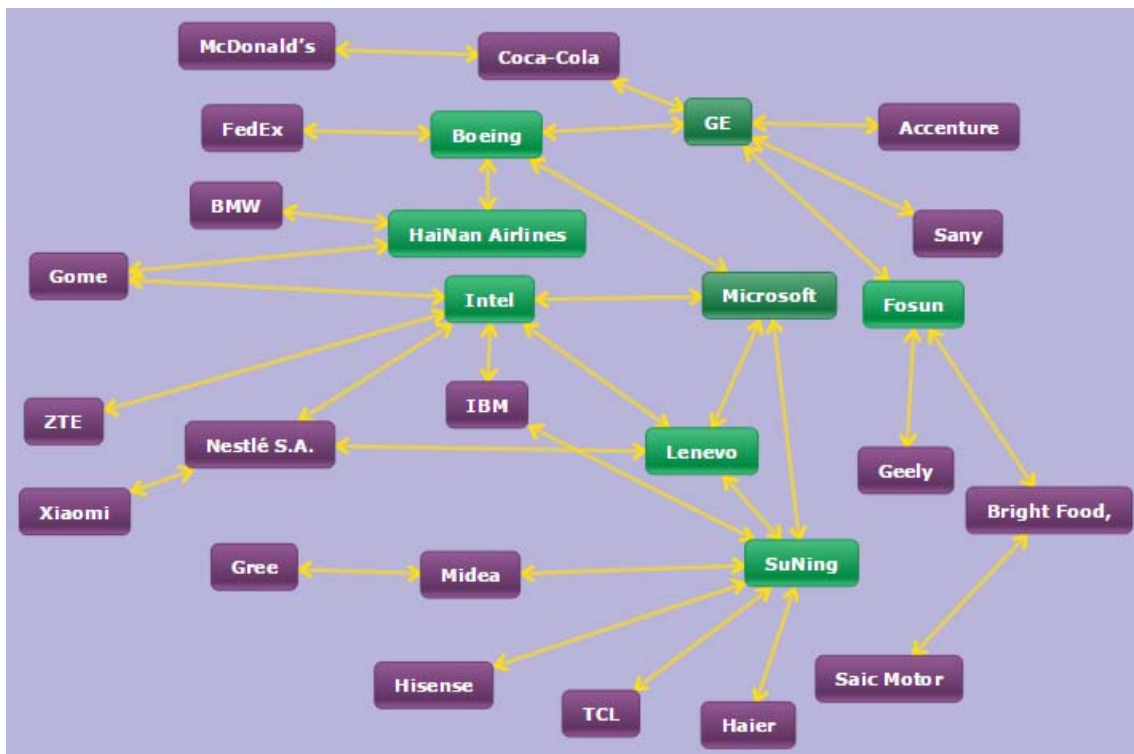 McDonald's
Coca-Cola
FedEx
Boeing
GE
Accenture
BMW
HaiNan Airlines
Sany
Gome
Intel
Microsoft
Fosun
ZTE
IBM
Nestlé S.A.
Lenevo
Geely
Xiaomi
Bright Food,
Gree
Midea
SuNing
Hisense
TCL
Haier
Saic Motor